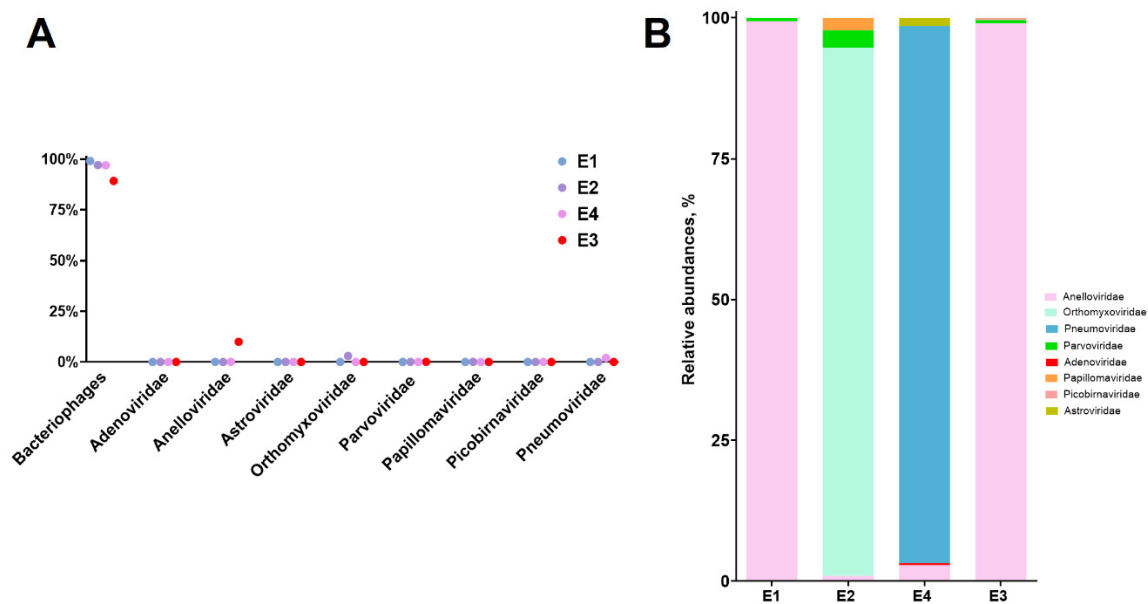 A
100%
75%
50%
25%
0%
E1
E2
E4
E3
Bacteriophages
Adenoviridae
Anelloviridae
Astroviridae
Orthomyxoviridae
Parvoviridae
Papillomaviridae
Picobirnaviridae
Pneumoviridae
B
Relative abundances, %
100
75
50
25
0
E1 E2 E4 E3
Anelloviridae
Orthomyxoviridae
Pneumoviridae
Parvoviridae
Adenoviridae
Papillomaviridae
Picobirnaviridae
Astroviridae